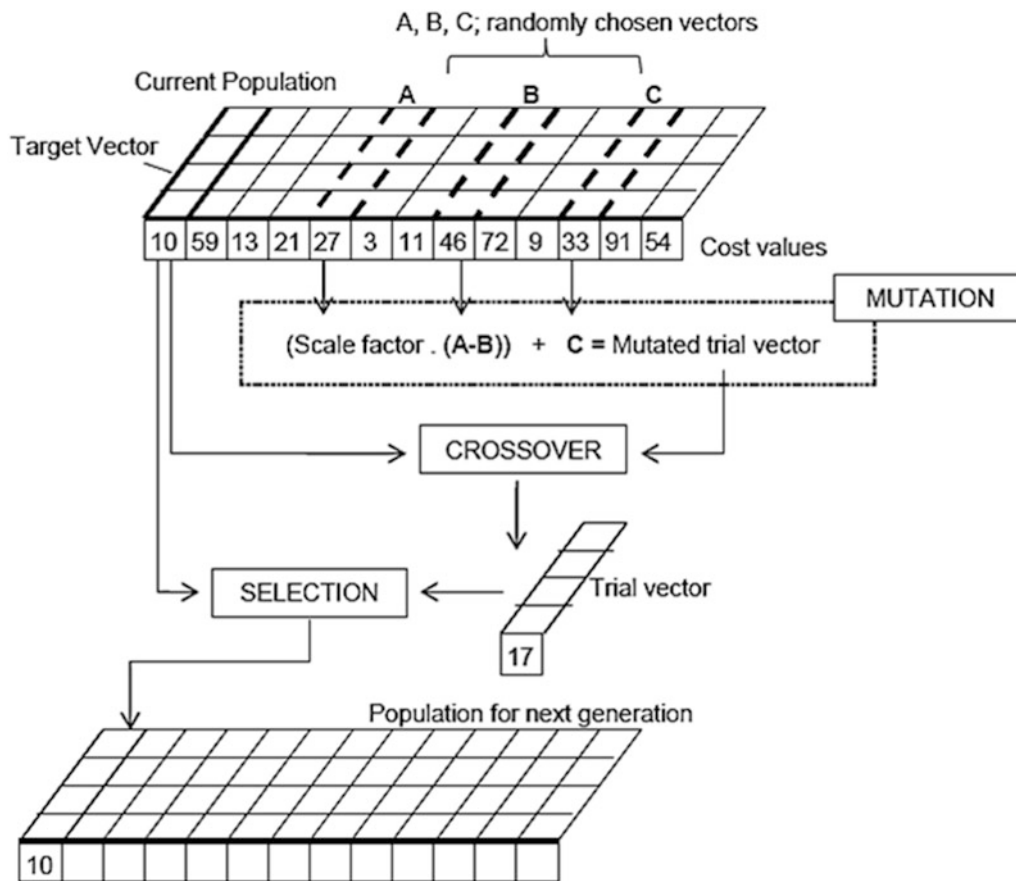 A, B, C; randomly chosen vectors
Current Population
A B C
Target Vector
10 59 13 21 27 3 11 46 72 9 33 91 54
Cost values
MUTATION
(Scale factor . (A-B)) + C = Mutated trial vector
CROSSOVER
SELECTION
Trial vector
17
Population for next generation
10